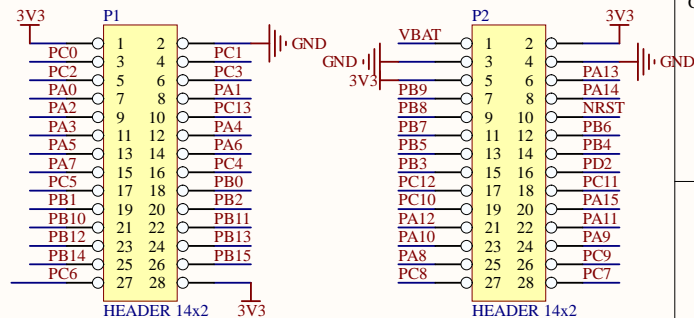 3V3 P1 P2 3V3
1 2 GND VBAT 1 2
PC0 3 4 PC1 GND 3 4 GND
PC2 5 6 PC3 3V3 5 6 PA13
PA0 7 8 PA1 PB9 7 8 PA14
PA2 9 10 PC13 PB8 9 10 NRST
PA3 11 12 PA4 PB7 11 12 PB6
PA5 13 14 PA6 PB5 13 14 PB4
PA7 15 16 PC4 PB3 15 16 PD2
PC5 17 18 PB0 PC12 17 18 PC11
PB1 19 20 PB2 PC10 19 20 PA15
PB10 21 22 PB11 PA12 21 22 PA11
PB12 23 24 PB13 PA10 23 24 PA9
PB14 25 26 PB15 PA8 25 26 PC9
PC6 27 28 PC8 27 28 PC7
HEADER 14x2 3V3 HEADER 14x2